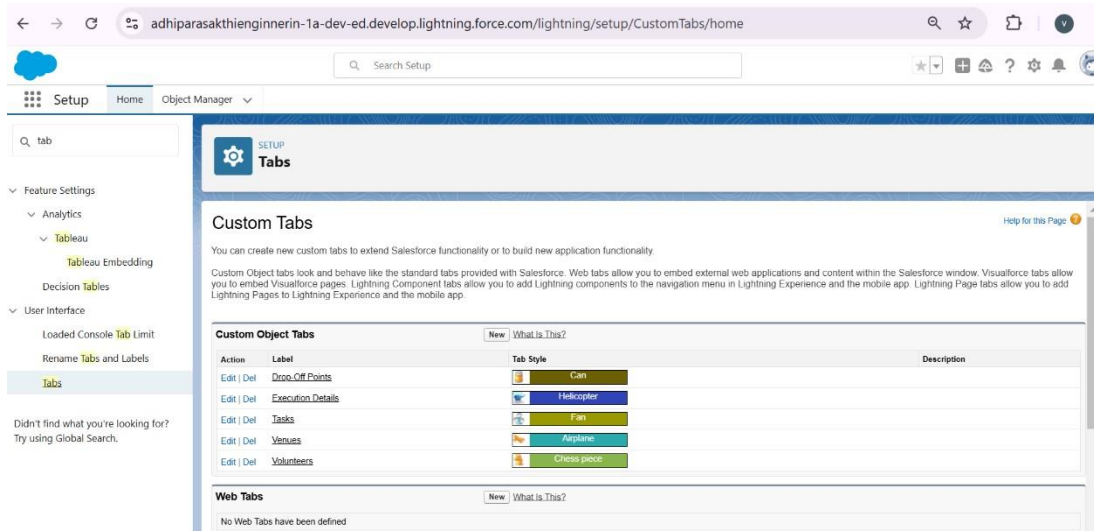 adhiparasakthienginnerin-1a-dev-ed.develop.lightning.force.com/lightning/setup/CustomTabs/home
V
Search Setup
Setup
Home
Object Manager
tab
Feature Settings
Analytics
Tableau
Tableau Embedding
Decision Tables
User Interface
Loaded Console Tab Limit
Rename Tabs and Labels
Tabs
Didn't find what you're looking for?
Try using Global Search.
SETUP
Tabs
Custom Tabs
Help for this Page
You can create new custom tabs to extend Salesforce functionality or to build new application functionality.
Custom Object tabs look and behave like the standard tabs provided with Salesforce. Web tabs allow you to embed external web applications and content within the Salesforce window. Visualforce tabs allow
you to embed Visualforce pages. Lightning Component tabs allow you to add Lightning components to the navigation menu in Lightning Experience and the mobile app. Lightning Page tabs allow you to add
Lightning Pages to Lightning Experience and the mobile app.
Custom Object Tabs New What Is This?
Action Label Tab Style Description
Edit | Del Drop-Off Points Can
Edit | Del Execution Details Helicopter
Edit | Del Tasks Fan
Edit | Del Venues Airplane
Edit | Del Volunteers Chess piece
Web Tabs New What Is This?
No Web Tabs have been defined